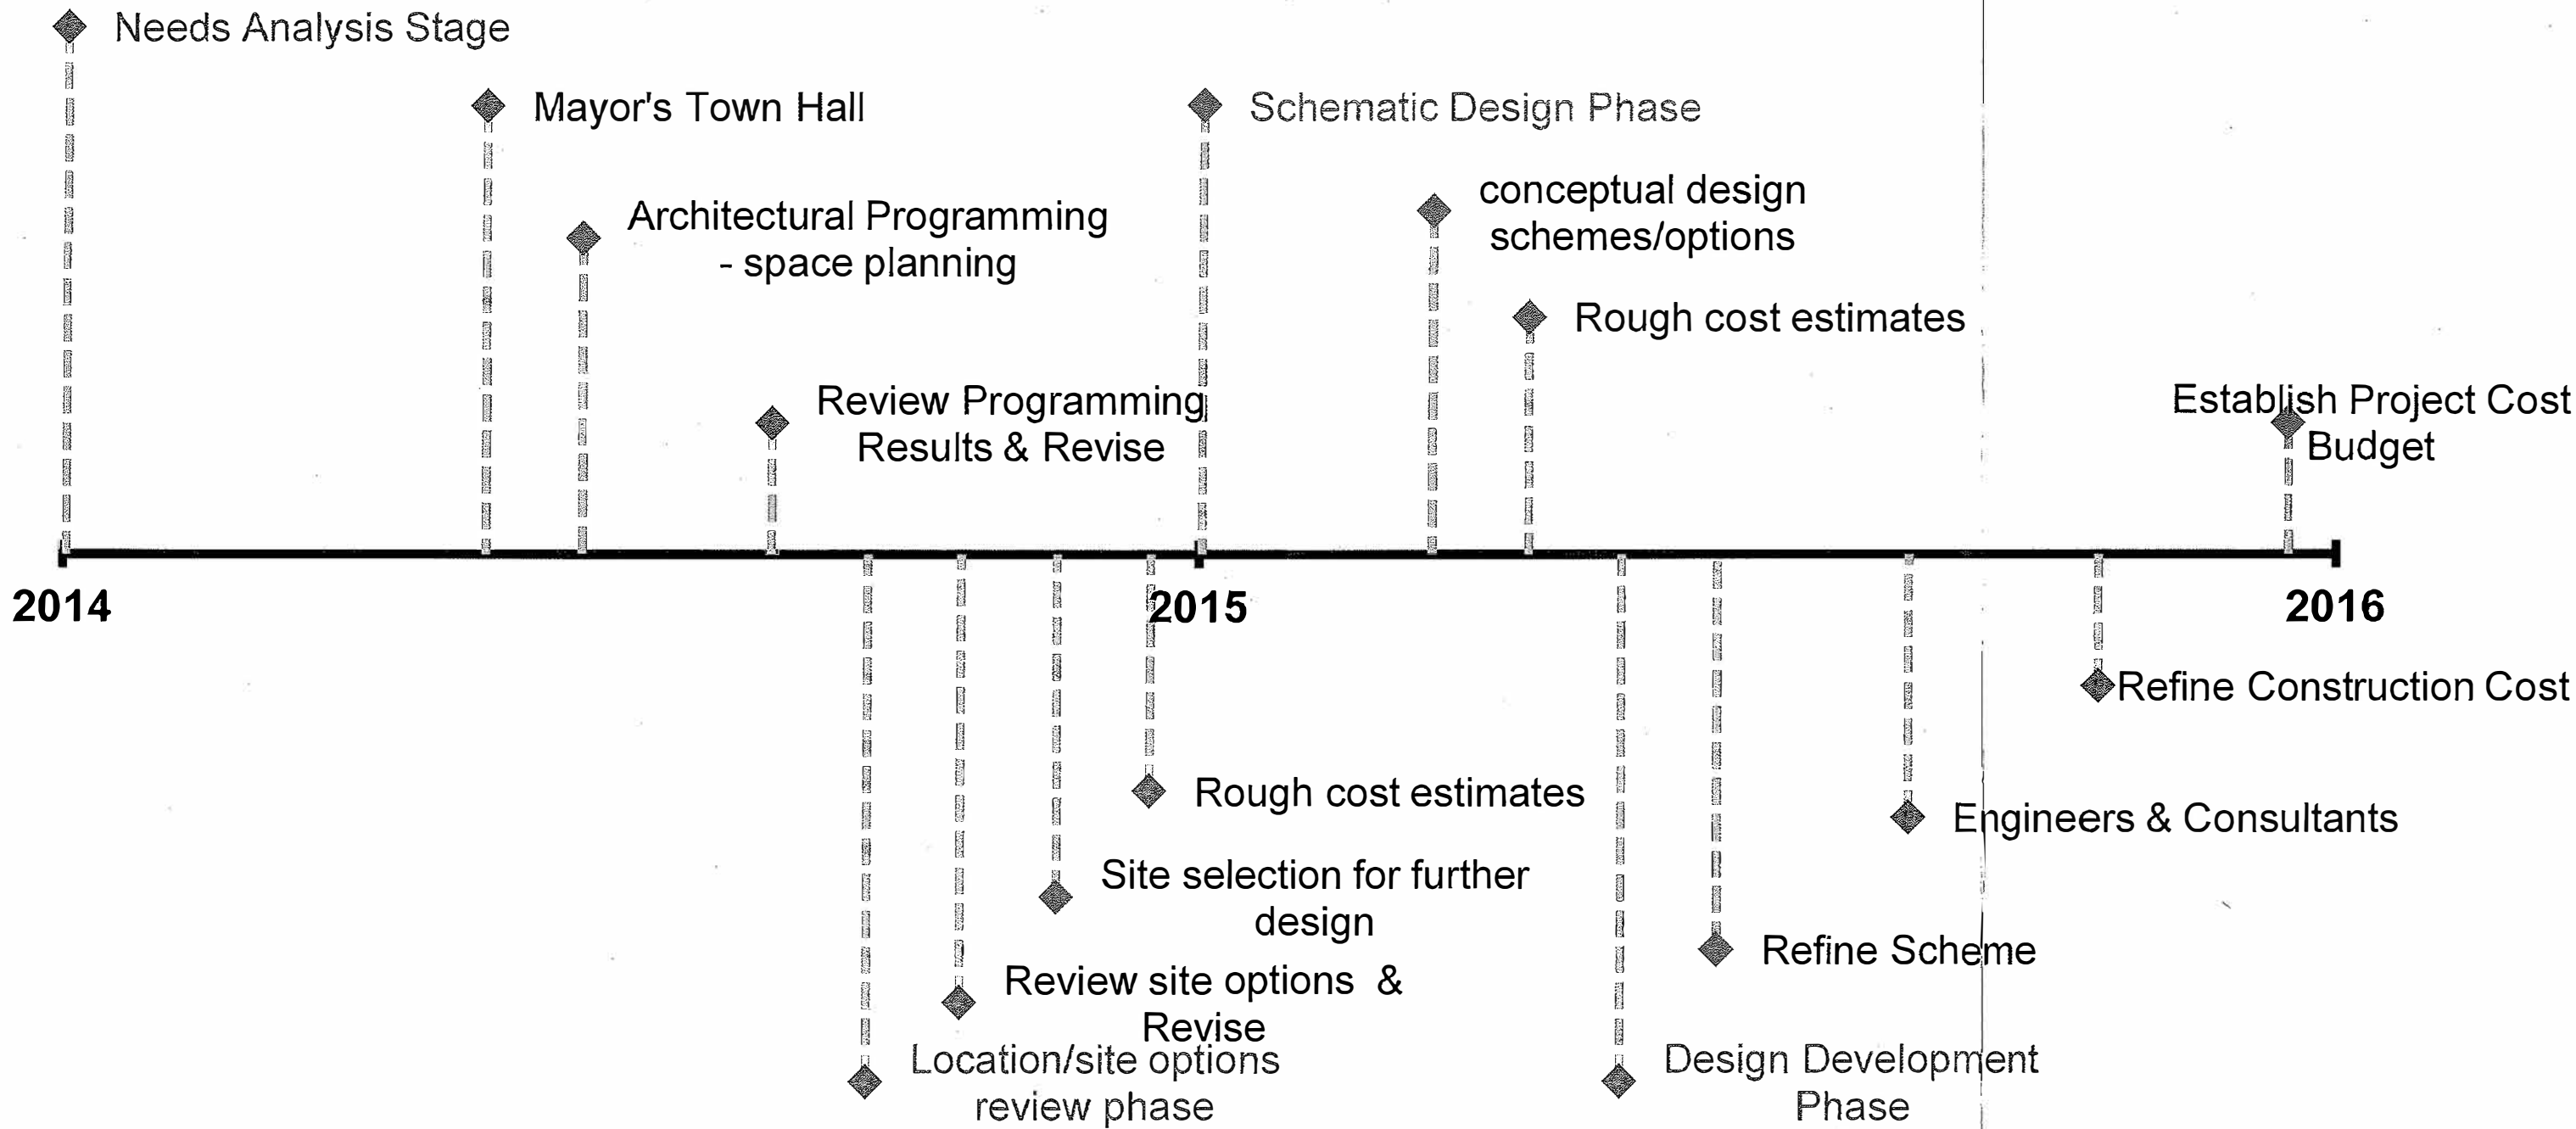 Needs Analysis Stage
Mayor's Town Hall
Schematic Design Phase
Architectural Programming
- space planning
conceptual design
schemes/options
Rough cost estimates
Review Programming
Results & Revise
Establish Project Cost
Budget
2014
2015
2016
Refine Construction Cost
Rough cost estimates
Engineers & Consultants
Site selection for further
design
Refine Scheme
Review site options  &
Revise
Location/site options
review phase
Design Development
Phase